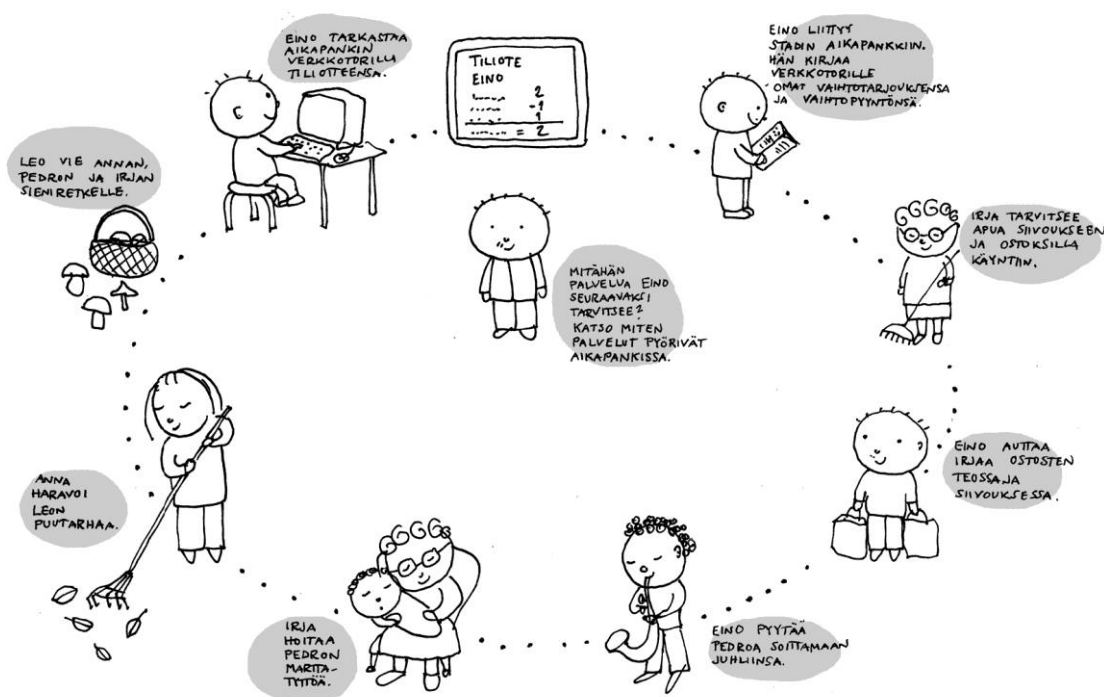 EINO TARKASTAA
AIKAPANKIN
VERKKOTORILLA
TILIOTTEENSA.
TILIOTE
EINO
2
-1
1
= 2
EINO LIITTYY
STADIN AIKAPANKIIN.
HÄN KIRJAA
VERKKOTORILLE
OMAT VAIHTOTARJOUKSENSA
JA VAIHTOPYYNTÖNSÄ.
IRJA TARVITSEE
APUA SIIVOUKSEEN
JA OSTOKSILLA
KÄYNTIIN.
EINO AUTTAA
IRJAA OSTOSTEN
TEOSSA JA
SIIVOUKSESSA.
EINO PYYTÄÄ
PEDROA SOITTAMAAN
JUHLIINSA.
IRJA
HOITAA
PEDRON
MARTTA-
TYTTÖÄ.
ANNA
HARAVOI
LEON
PUUTARHAA.
LEO VIE ANNAN,
PEDRON JA IRJAN
SIENIRETKELLE.
MITÄHÄN
PALVELUA EINO
SEURAAVAKSI
TARVITSEE?
KATSO MITEN
PALVELUT PYÖRIVÄT
AIKAPANKISSA.